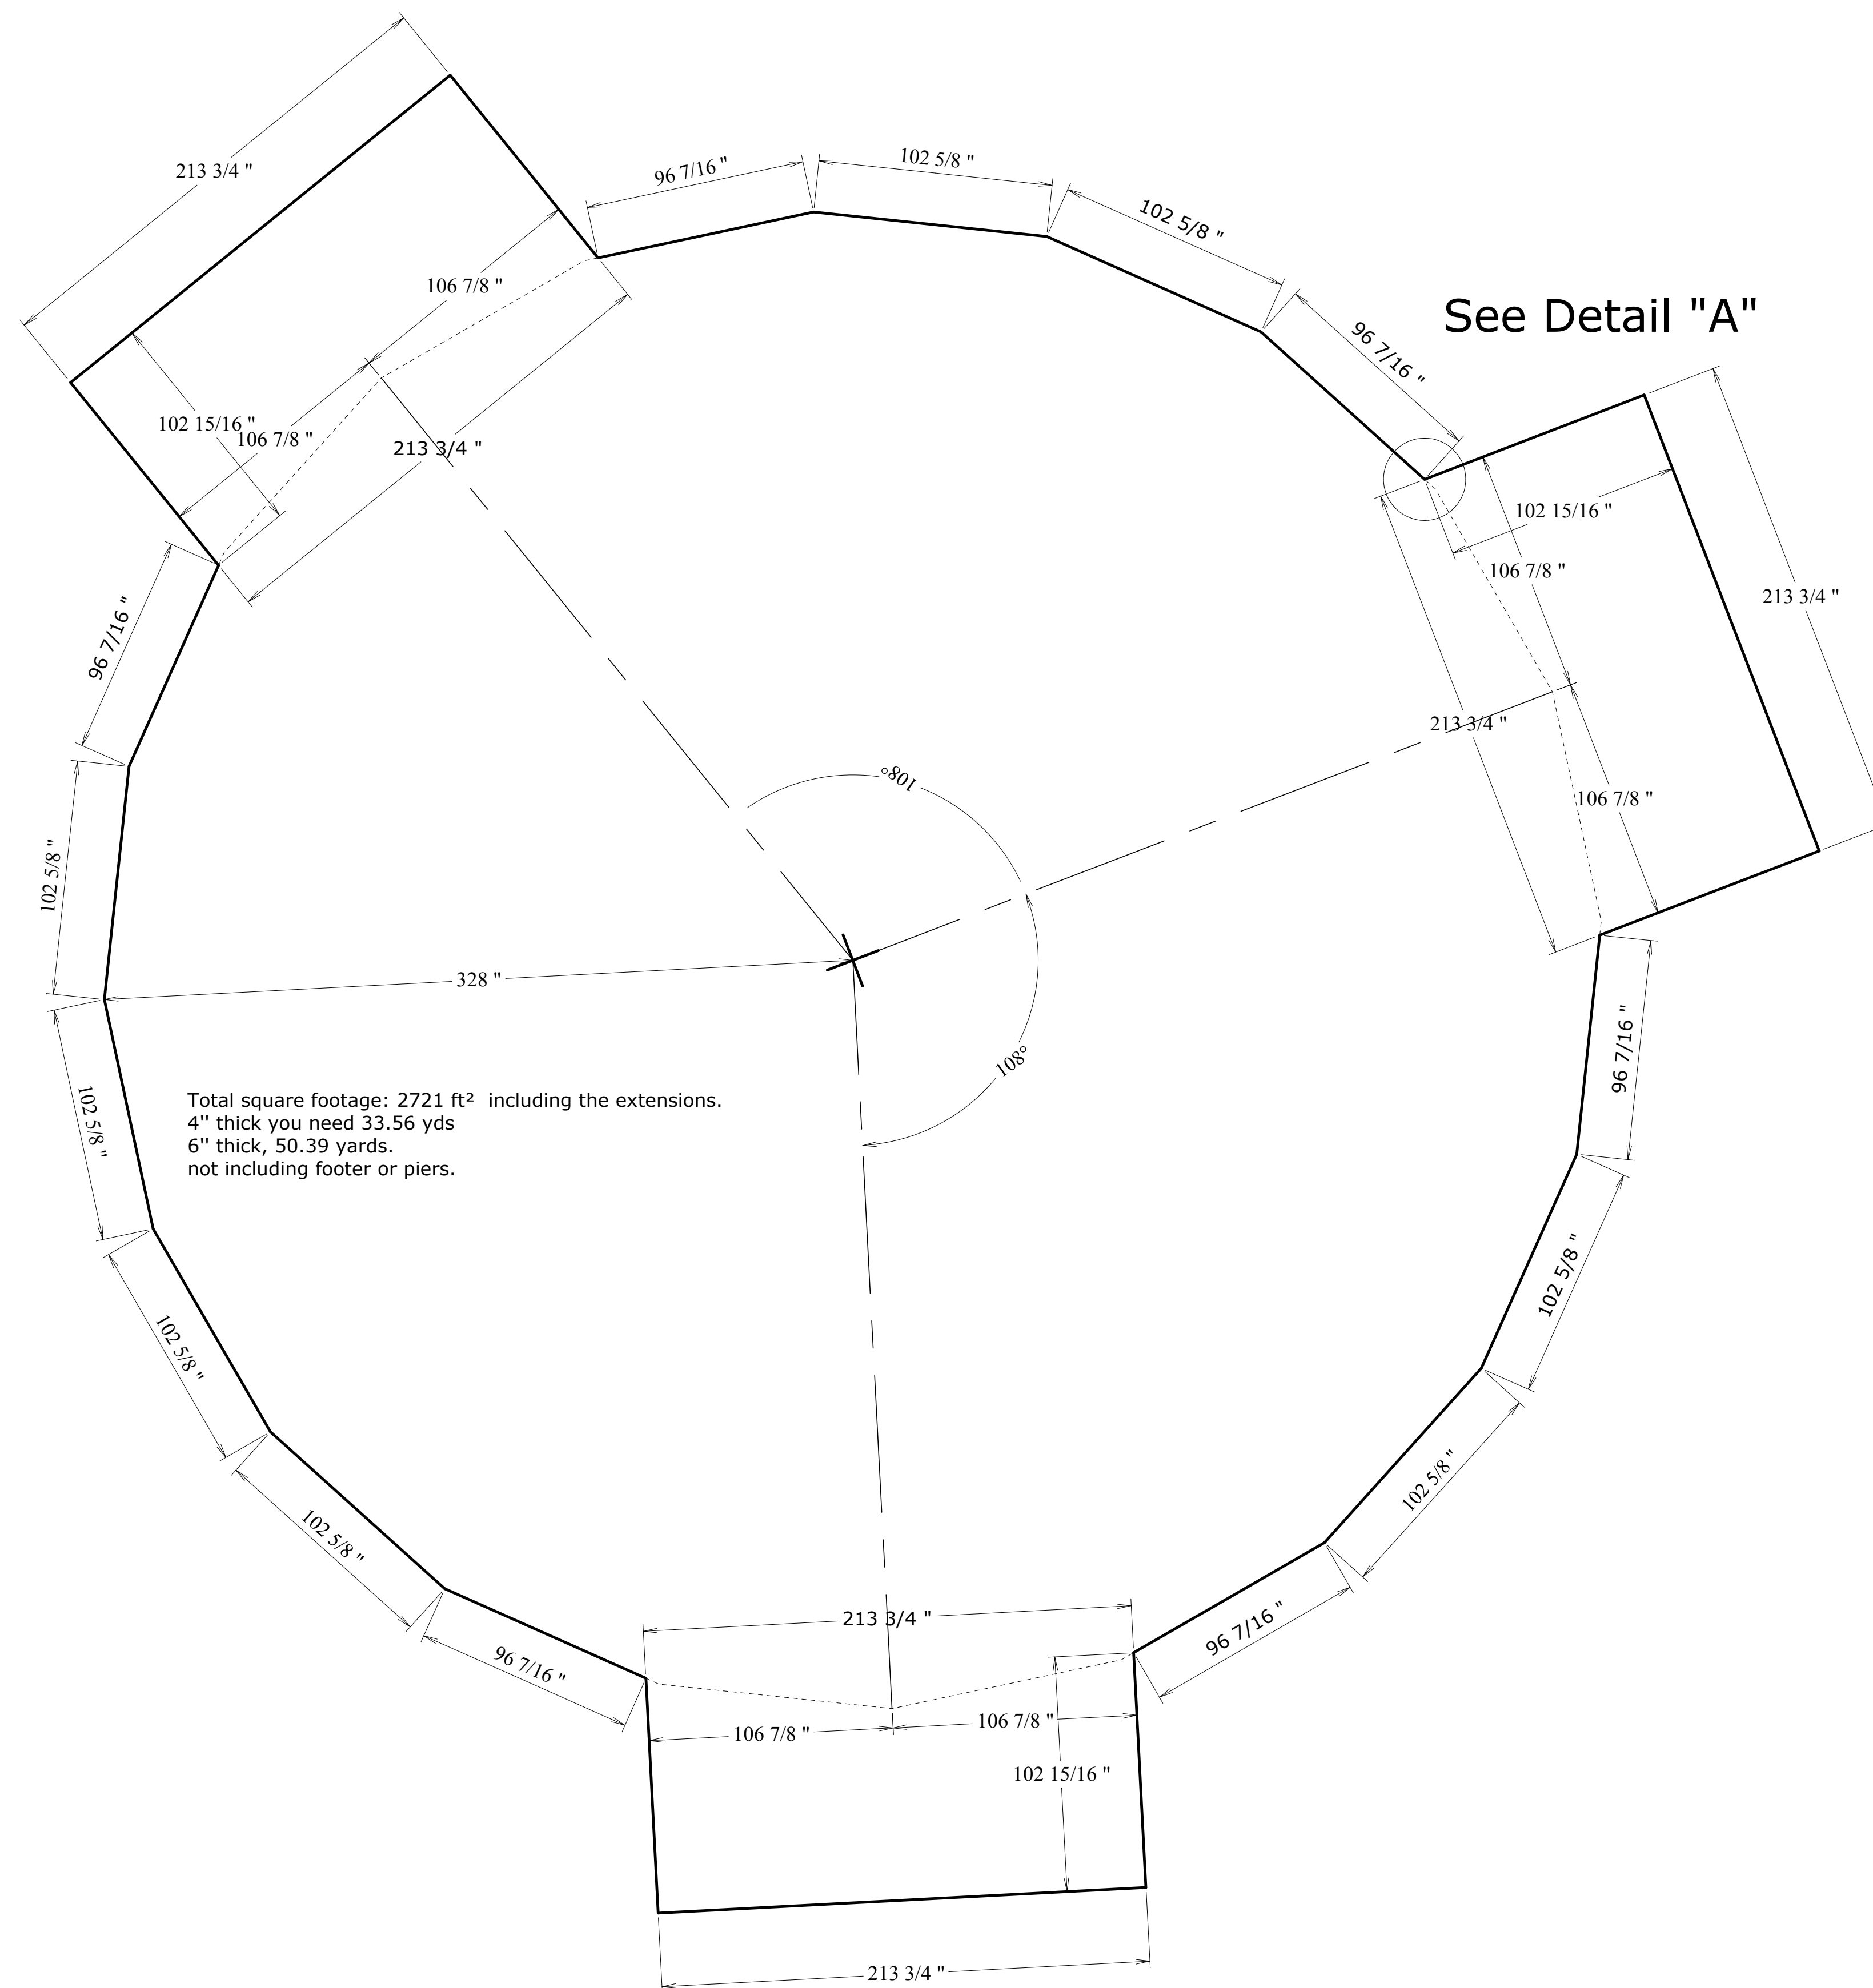 213 3/4 "
96 7/16 "
102 5/8 "
102 5/8 "
96 7/16 "
See Detail "A"
106 7/8 "
102 15/16 "
106 7/8 "
213 3/4 "
102 15/16 "
106 7/8 "
213 3/4 "
96 7/16 "
213 3/4 "
108°
106 7/8 "
102 5/8 "
328 "
96 7/16 "
108°
102 5/8 "
Total square footage: 2721 ft² including the extensions.
4'' thick you need 33.56 yds
6'' thick, 50.39 yards.
not including footer or piers.
102 5/8 "
102 5/8 "
102 5/8 "
102 5/8 "
213 3/4 "
96 7/16 "
96 7/16 "
106 7/8 "
106 7/8 "
102 15/16 "
213 3/4 "